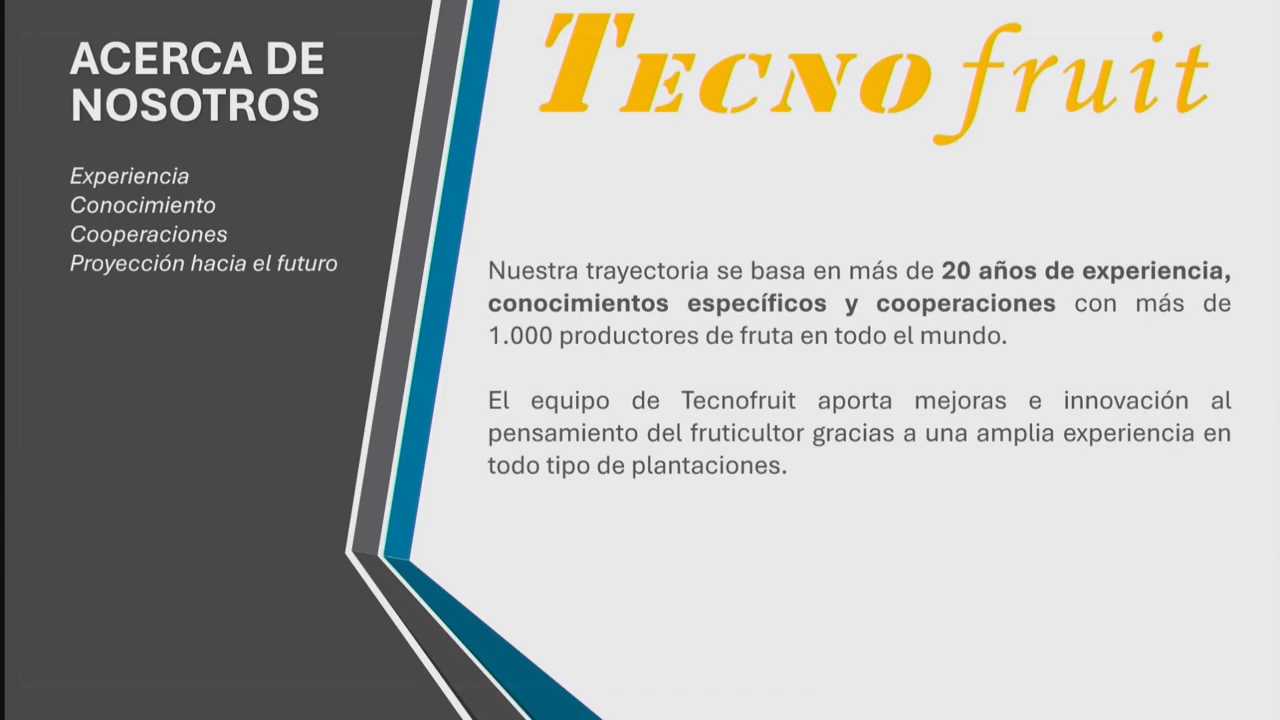 ACERCA DE
NOSOTROS
Experiencia
Conocimiento
Cooperaciones
Proyección hacia el futuro
TECNO fruit
Nuestra trayectoria se basa en más de 20 años de experiencia,
conocimientos específicos y cooperaciones con más de
1.000 productores de fruta en todo el mundo.
El equipo de Tecnofruit aporta mejoras e innovación al
pensamiento del fruticultor gracias a una amplia experiencia en
todo tipo de plantaciones.